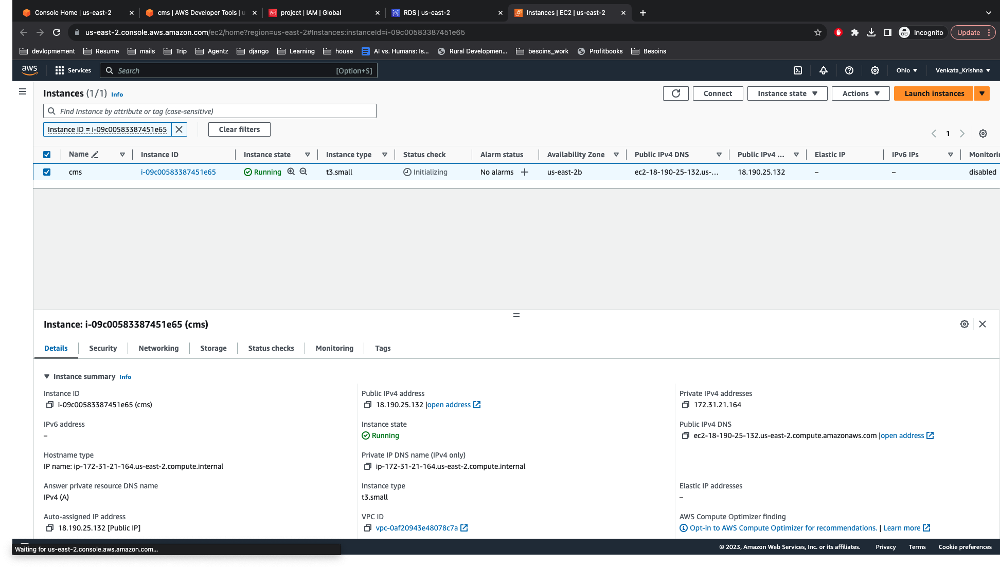 Console Home | us-east-2
cms | AWS Developer Tools | u
project | IAM | Global
RDS | us-east-2
Instances | EC2 | us-east-2
us-east-2.console.aws.amazon.com/ec2/home?region=us-east-2#Instances:instanceId=i-09c00583387451e65
Incognito
Update
devlopmement
Resume
mails
Trip
Agentz
django
Learning
house
AI vs. Humans: Is...
Rural Developmen...
besoins_work
Profitbooks
Besoins
aws
Services
Search
[Option+S]
Ohio
Venkata_Krishna
Instances (1/1) Info
Connect
Instance state
Actions
Launch instances
Find Instance by attribute or tag (case-sensitive)
Instance ID = i-09c00583387451e65
Clear filters
1
Name
Instance ID
Instance state
Instance type
Status check
Alarm status
Availability Zone
Public IPv4 DNS
Public IPv4 ...
Elastic IP
IPv6 IPs
Monitorin
cms
i-09c00583387451e65
Running
t3.small
Initializing
No alarms
us-east-2b
ec2-18-190-25-132.us-...
18.190.25.132
–
–
disabled
Instance: i-09c00583387451e65 (cms)
Details
Security
Networking
Storage
Status checks
Monitoring
Tags
Instance summary Info
Instance ID
i-09c00583387451e65 (cms)
Public IPv4 address
18.190.25.132 |open address
Private IPv4 addresses
172.31.21.164
IPv6 address
–
Instance state
Running
Public IPv4 DNS
ec2-18-190-25-132.us-east-2.compute.amazonaws.com |open address
Hostname type
IP name: ip-172-31-21-164.us-east-2.compute.internal
Private IP DNS name (IPv4 only)
ip-172-31-21-164.us-east-2.compute.internal
Answer private resource DNS name
IPv4 (A)
Instance type
t3.small
Elastic IP addresses
–
Auto-assigned IP address
18.190.25.132 [Public IP]
VPC ID
vpc-0af20943e48078c7a
AWS Compute Optimizer finding
Opt-in to AWS Compute Optimizer for recommendations. | Learn more
Waiting for us-east-2.console.aws.amazon.com...
© 2023, Amazon Web Services, Inc. or its affiliates.
Privacy
Terms
Cookie preferences